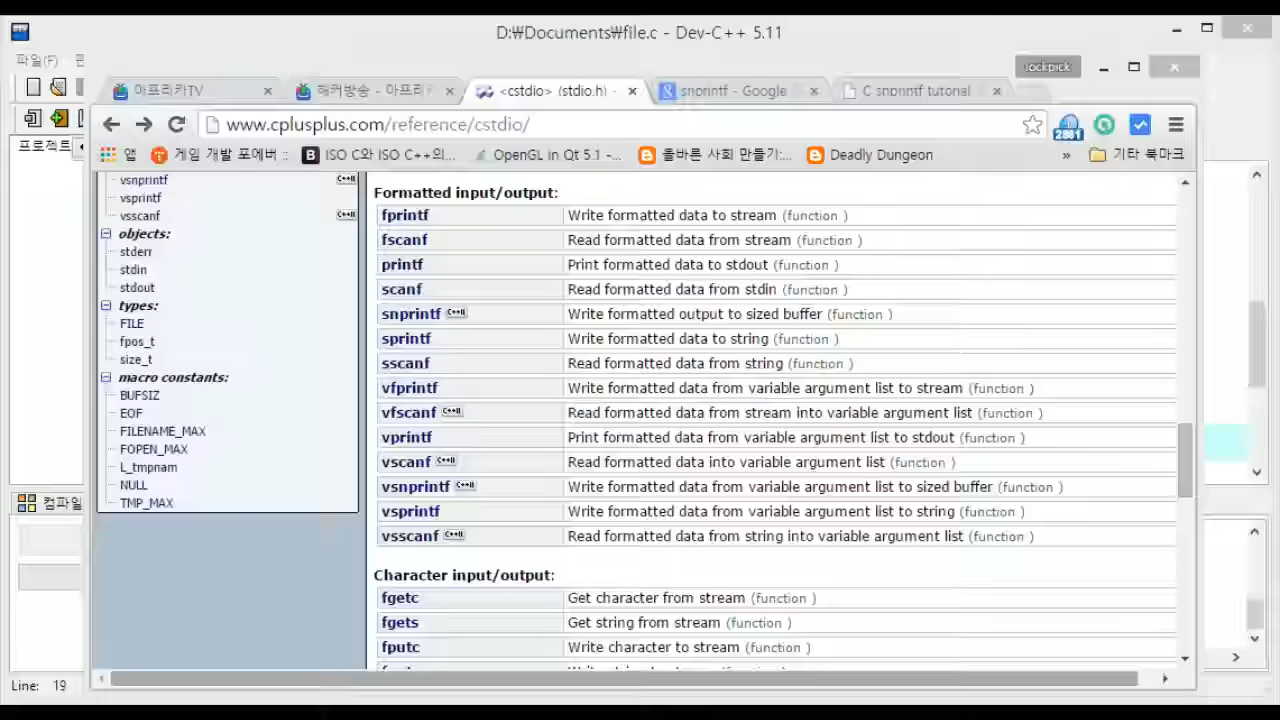 D:₩Documents₩file.c - Dev-C++ 5.11
파일(F)
rockpick
아프리카TV × 해커방송 - 아프리 × <cstdio> (stdio.h) × snprintf - Google × C snprintf tutorial ×
www.cplusplus.com/reference/cstdio/
2881
앱 게임 개발 포에버 :: ISO C와 ISO C++의... OpenGL in Qt 5.1 -... 올바른 사회 만들기:... Deadly Dungeon » 기타 북마크
프로젝트
vsnprintf C++11
vsprintf
vsscanf C++11
objects:
stderr
stdin
stdout
types:
FILE
fpos_t
size_t
macro constants:
BUFSIZ
EOF
FILENAME_MAX
FOPEN_MAX
L_tmpnam
NULL
TMP_MAX
Formatted input/output:
fprintf Write formatted data to stream (function )
fscanf Read formatted data from stream (function )
printf Print formatted data to stdout (function )
scanf Read formatted data from stdin (function )
snprintf C++11 Write formatted output to sized buffer (function )
sprintf Write formatted data to string (function )
sscanf Read formatted data from string (function )
vfprintf Write formatted data from variable argument list to stream (function )
vfscanf C++11 Read formatted data from stream into variable argument list (function )
vprintf Print formatted data from variable argument list to stdout (function )
vscanf C++11 Read formatted data into variable argument list (function )
vsnprintf C++11 Write formatted data from variable argument list to sized buffer (function )
vsprintf Write formatted data from variable argument list to string (function )
vsscanf C++11 Read formatted data from string into variable argument list (function )
Character input/output:
fgetc Get character from stream (function )
fgets Get string from stream (function )
fputc Write character to stream (function )
컴파일
Line: 19